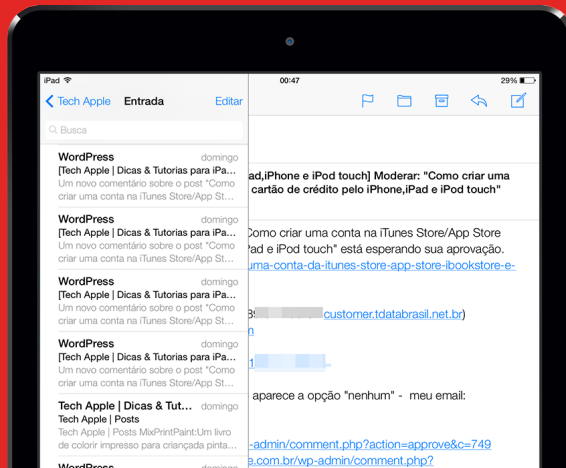 iPad 00:47 29%
Tech Apple Entrada Editar
Busca
WordPress domingo
[Tech Apple | Dicas & Tutorias para iPa...
Um novo comentário sobre o post "Como
criar uma conta na iTunes Store/App St...
WordPress domingo
[Tech Apple | Dicas & Tutorias para iPa...
Um novo comentário sobre o post "Como
criar uma conta na iTunes Store/App St...
WordPress domingo
[Tech Apple | Dicas & Tutorias para iPa...
Um novo comentário sobre o post "Como
criar uma conta na iTunes Store/App St...
WordPress domingo
[Tech Apple | Dicas & Tutorias para iPa...
Um novo comentário sobre o post "Como
criar uma conta na iTunes Store/App St...
Tech Apple | Dicas & Tut... domingo
Tech Apple | Posts
Tech Apple | Posts MixPrintPaint:Um livro
de colorir impresso para criançada pinta...
WordPress domingo
ad,iPhone e iPod touch] Moderar: "Como criar uma
cartão de crédito pelo iPhone,iPad e iPod touch"
Como criar uma conta na iTunes Store/App Store
Pad e iPod touch" está esperando sua aprovação.
uma-conta-da-itunes-store-app-store-ibookstore-e-
customer.tdatabrasil.net.br)
aparece a opção "nenhum" - meu email:
-admin/comment.php?action=approve&c=749
e.com.br/wp-admin/comment.php?